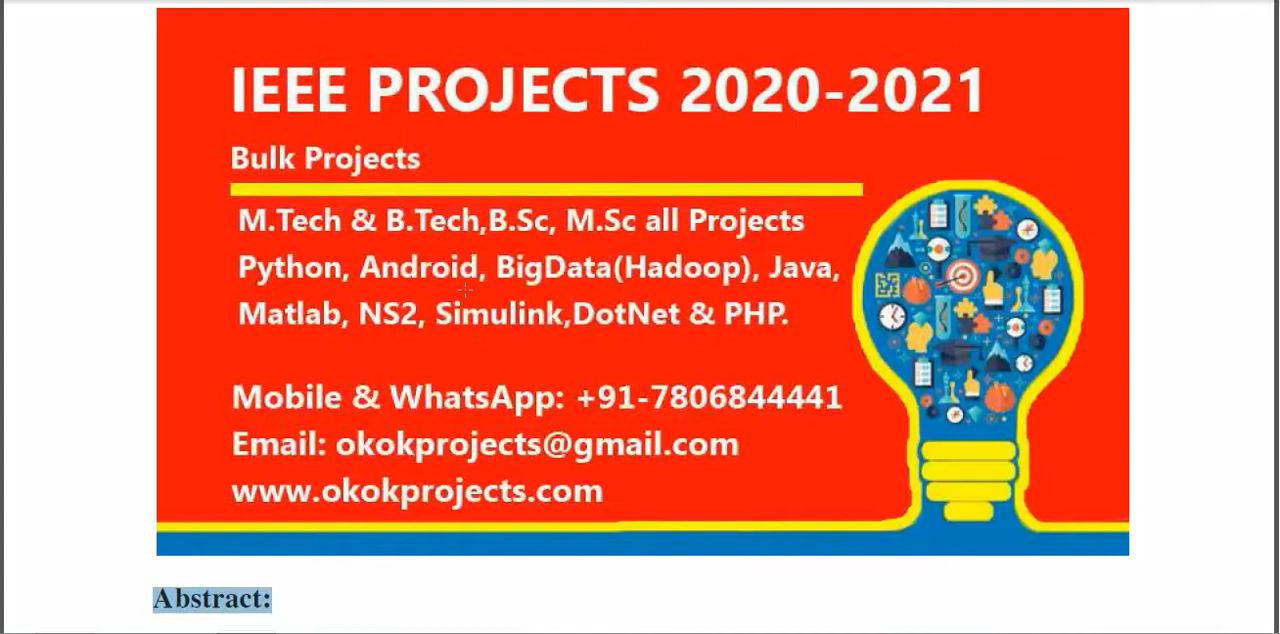 IEEE PROJECTS 2020-2021
Bulk Projects
M.Tech & B.Tech,B.Sc, M.Sc all Projects
Python, Android, BigData(Hadoop), Java,
Matlab, NS2, Simulink,DotNet & PHP.
Mobile & WhatsApp: +91-7806844441
Email: okokprojects@gmail.com
www.okokprojects.com
Abstract: